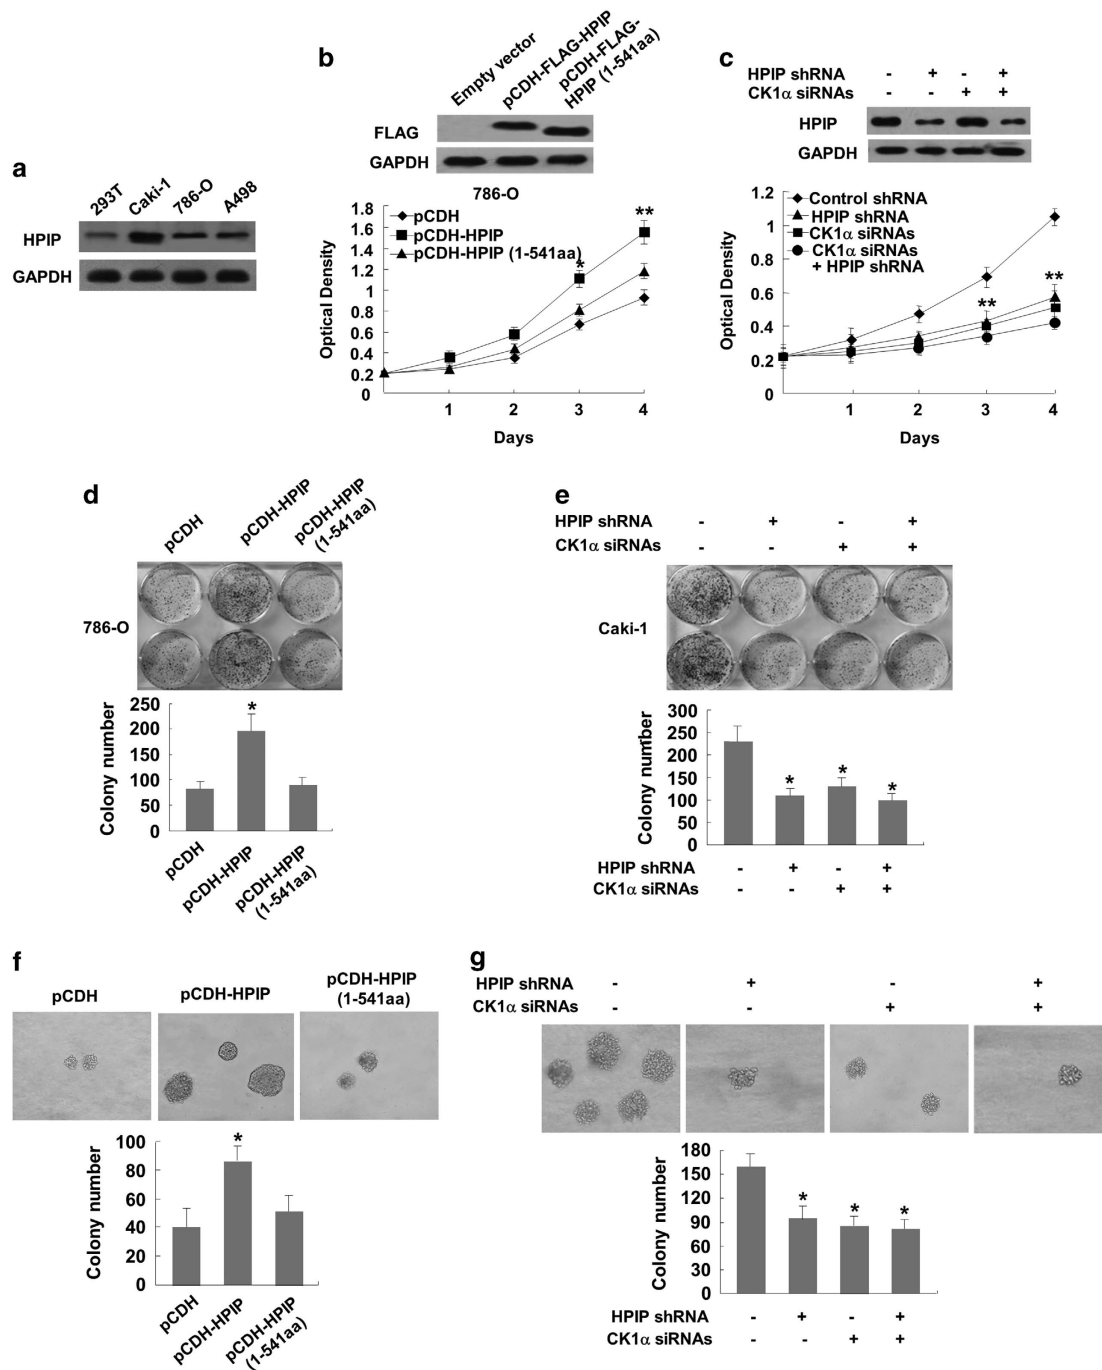 a
293T
Caki-1
786-O
A498
HPIP
GAPDH
b
Empty vector
pCDH-FLAG-HPIP
pCDH-FLAG-
HPIP (1-541aa)
FLAG
GAPDH
786-O
1.8
1.6
1.4
1.2
1
0.8
0.6
0.4
0.2
0
pCDH
pCDH-HPIP
pCDH-HPIP (1-541aa)
*
**
Optical Density
1 2 3 4
Days
c
HPIP shRNA - + - +
CK1α siRNAs - - + +
HPIP
GAPDH
1.2
1
0.8
0.6
0.4
0.2
0
Control shRNA
HPIP shRNA
CK1α siRNAs
CK1α siRNAs
+ HPIP shRNA
**
**
Optical Density
1 2 3 4
Days
d
pCDH
pCDH-HPIP
pCDH-HPIP
(1-541aa)
786-O
250
200
150
100
50
0
*
Colony number
pCDH
pCDH-HPIP
pCDH-HPIP
(1-541aa)
e
HPIP shRNA - + - +
CK1α siRNAs - - + +
Caki-1
300
250
200
150
100
50
0
* * *
Colony number
HPIP shRNA - + - +
CK1α siRNAs - - + +
f
pCDH
pCDH-HPIP
pCDH-HPIP
(1-541aa)
100
80
60
40
20
0
*
Colony number
pCDH
pCDH-HPIP
pCDH-HPIP
(1-541aa)
g
HPIP shRNA - + - +
CK1α siRNAs - - + +
180
150
120
90
60
30
0
* * *
Colony number
HPIP shRNA - + - +
CK1α siRNAs - - + +